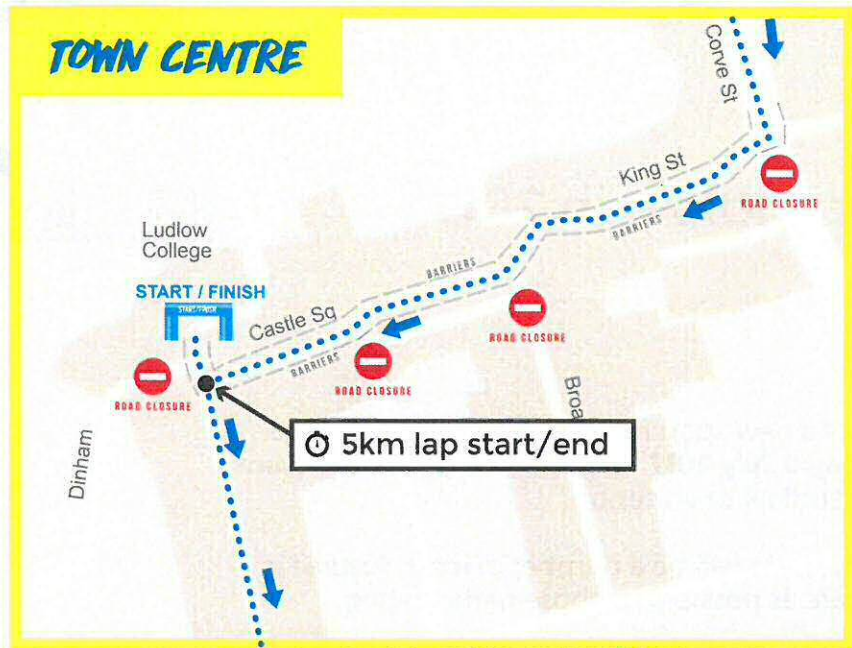 TOWN CENTRE
Corve St
King St
ROAD CLOSURE
BARRIERS
Ludlow
College
BARRIERS
START / FINISH
START/FINISH
Castle Sq
ROAD CLOSURE
BARRIERS
ROAD CLOSURE
ROAD CLOSURE
Broa
5km lap start/end
Dinham